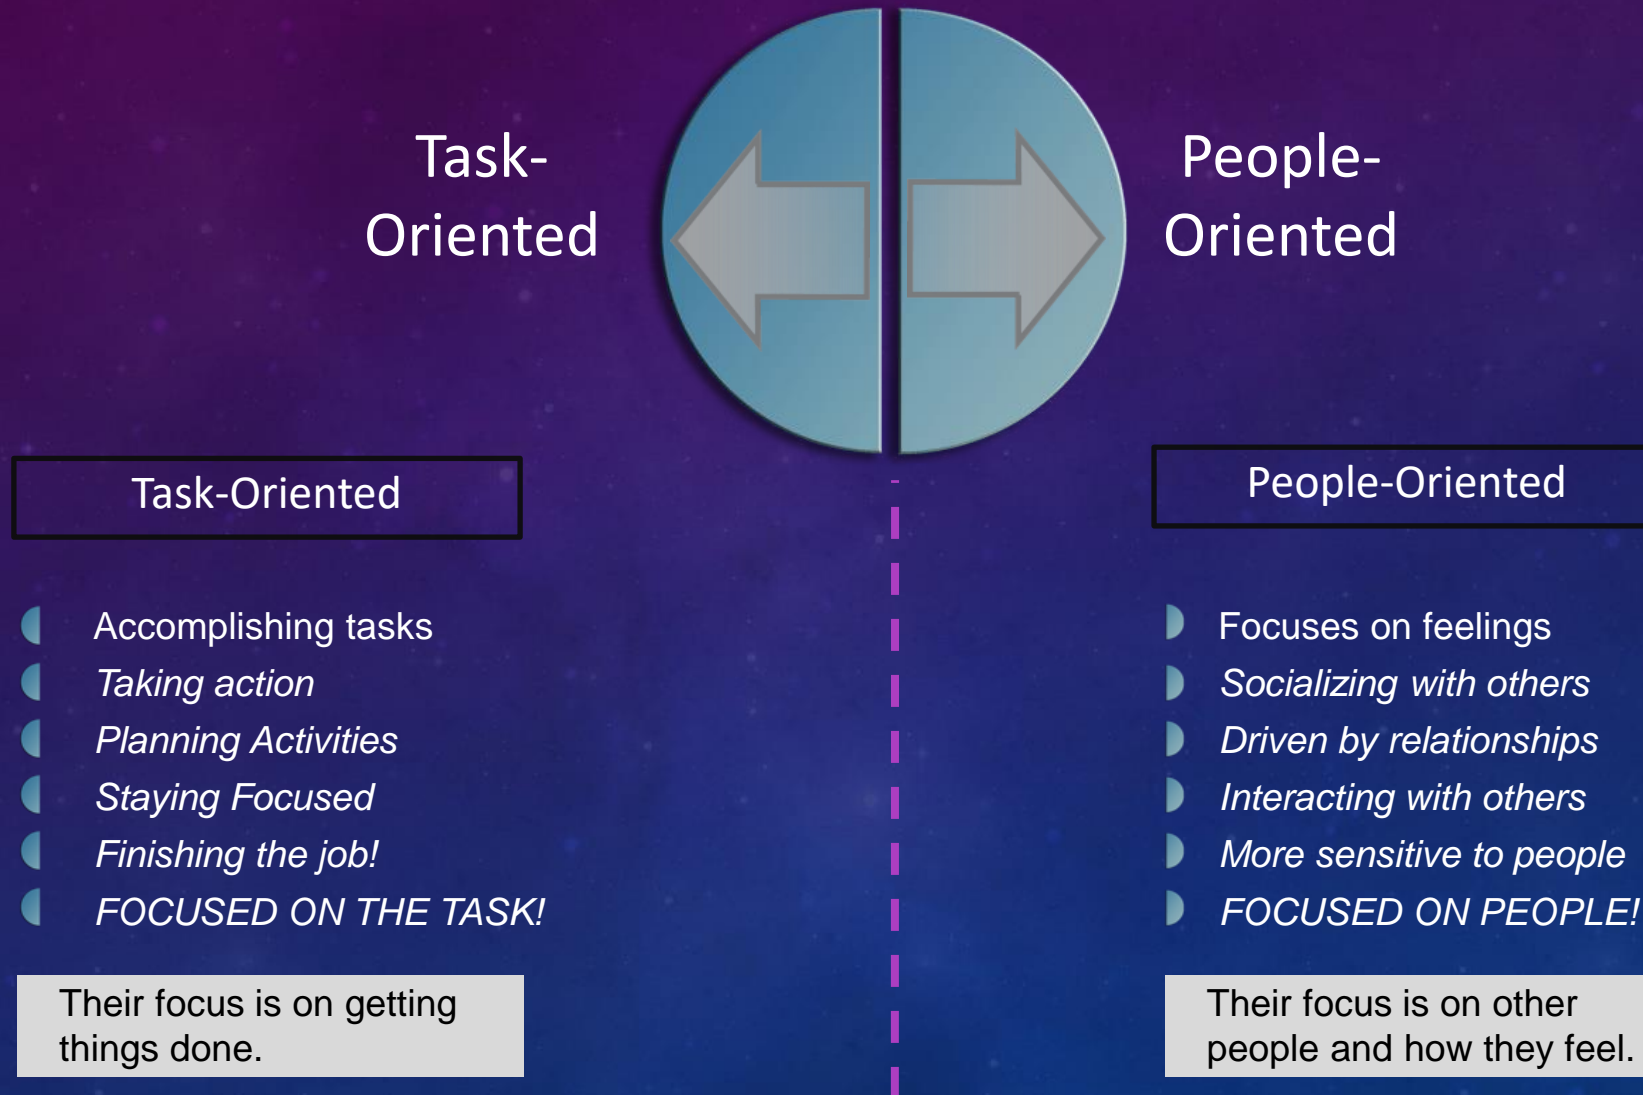 Task-
Oriented
People-
Oriented
Task-Oriented
Accomplishing tasks
Taking action
Planning Activities
Staying Focused
Finishing the job!
FOCUSED ON THE TASK!
Their focus is on getting
things done.
People-Oriented
Focuses on feelings
Socializing with others
Driven by relationships
Interacting with others
More sensitive to people
FOCUSED ON PEOPLE!
Their focus is on other
people and how they feel.